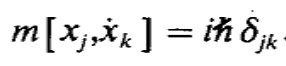 m[x_j,ẋ_k] = iℏ δ_jk.